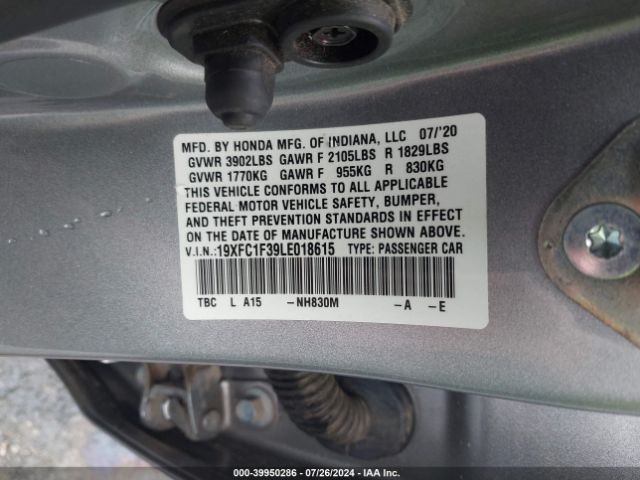 MFD. BY HONDA MFG. OF INDIANA, LLC 07/'20
GVWR 3902LBS GAWR F 2105LBS R 1829LBS
GVWR 1770KG GAWR F 955KG R 830KG
THIS VEHICLE CONFORMS TO ALL APPLICABLE
FEDERAL MOTOR VEHICLE SAFETY, BUMPER,
AND THEFT PREVENTION STANDARDS IN EFFECT
ON THE DATE OF MANUFACTURE SHOWN ABOVE.
V.I.N.:19XFC1F39LE018615 TYPE: PASSENGER CAR
TBC L A15 -NH830M -A -E
000-39950286 - 07/26/2024 - IAA Inc.